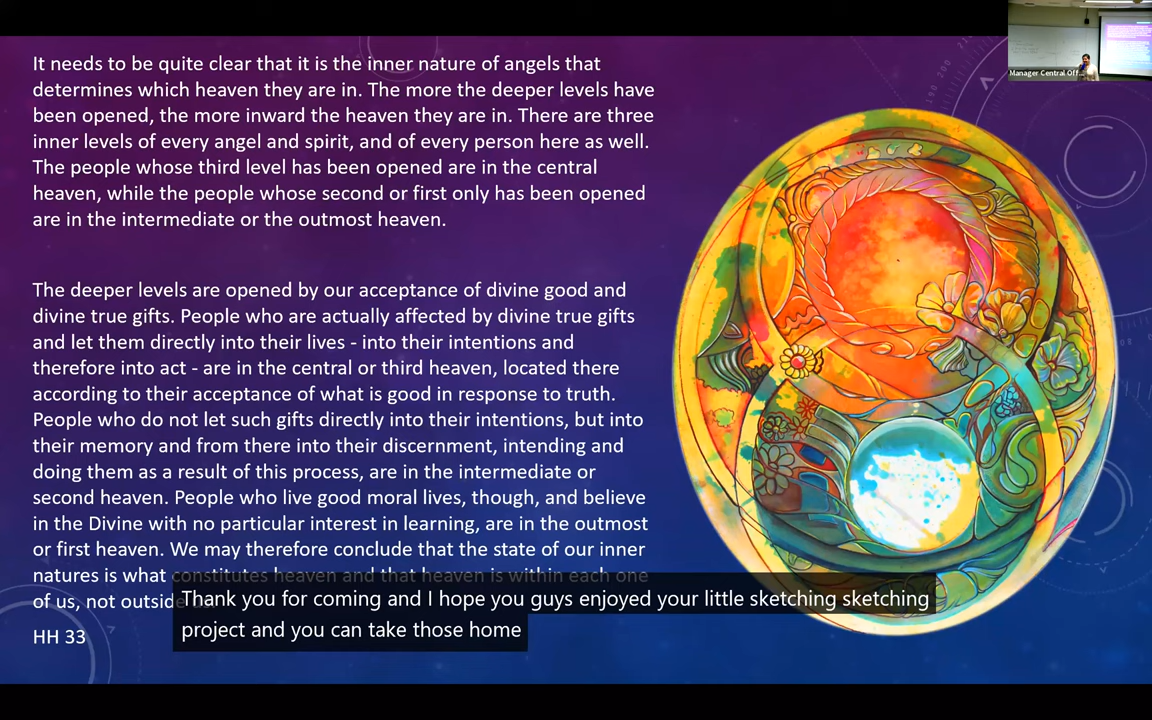 It needs to be quite clear that it is the inner nature of angels that
determines which heaven they are in. The more the deeper levels have
been opened, the more inward the heaven they are in. There are three
inner levels of every angel and spirit, and of every person here as well.
The people whose third level has been opened are in the central
heaven, while the people whose second or first only has been opened
are in the intermediate or the outmost heaven.
The deeper levels are opened by our acceptance of divine good and
divine true gifts. People who are actually affected by divine true gifts
and let them directly into their lives - into their intentions and
therefore into act - are in the central or third heaven, located there
according to their acceptance of what is good in response to truth.
People who do not let such gifts directly into their intentions, but into
their memory and from there into their discernment, intending and
doing them as a result of this process, are in the intermediate or
second heaven. People who live good moral lives, though, and believe
in the Divine with no particular interest in learning, are in the outmost
or first heaven. We may therefore conclude that the state of our inner
natures is what constitutes heaven and that heaven is within each one
of us, not outside
HH 33
Thank you for coming and I hope you guys enjoyed your little sketching sketching
project and you can take those home
Manager Central Off...